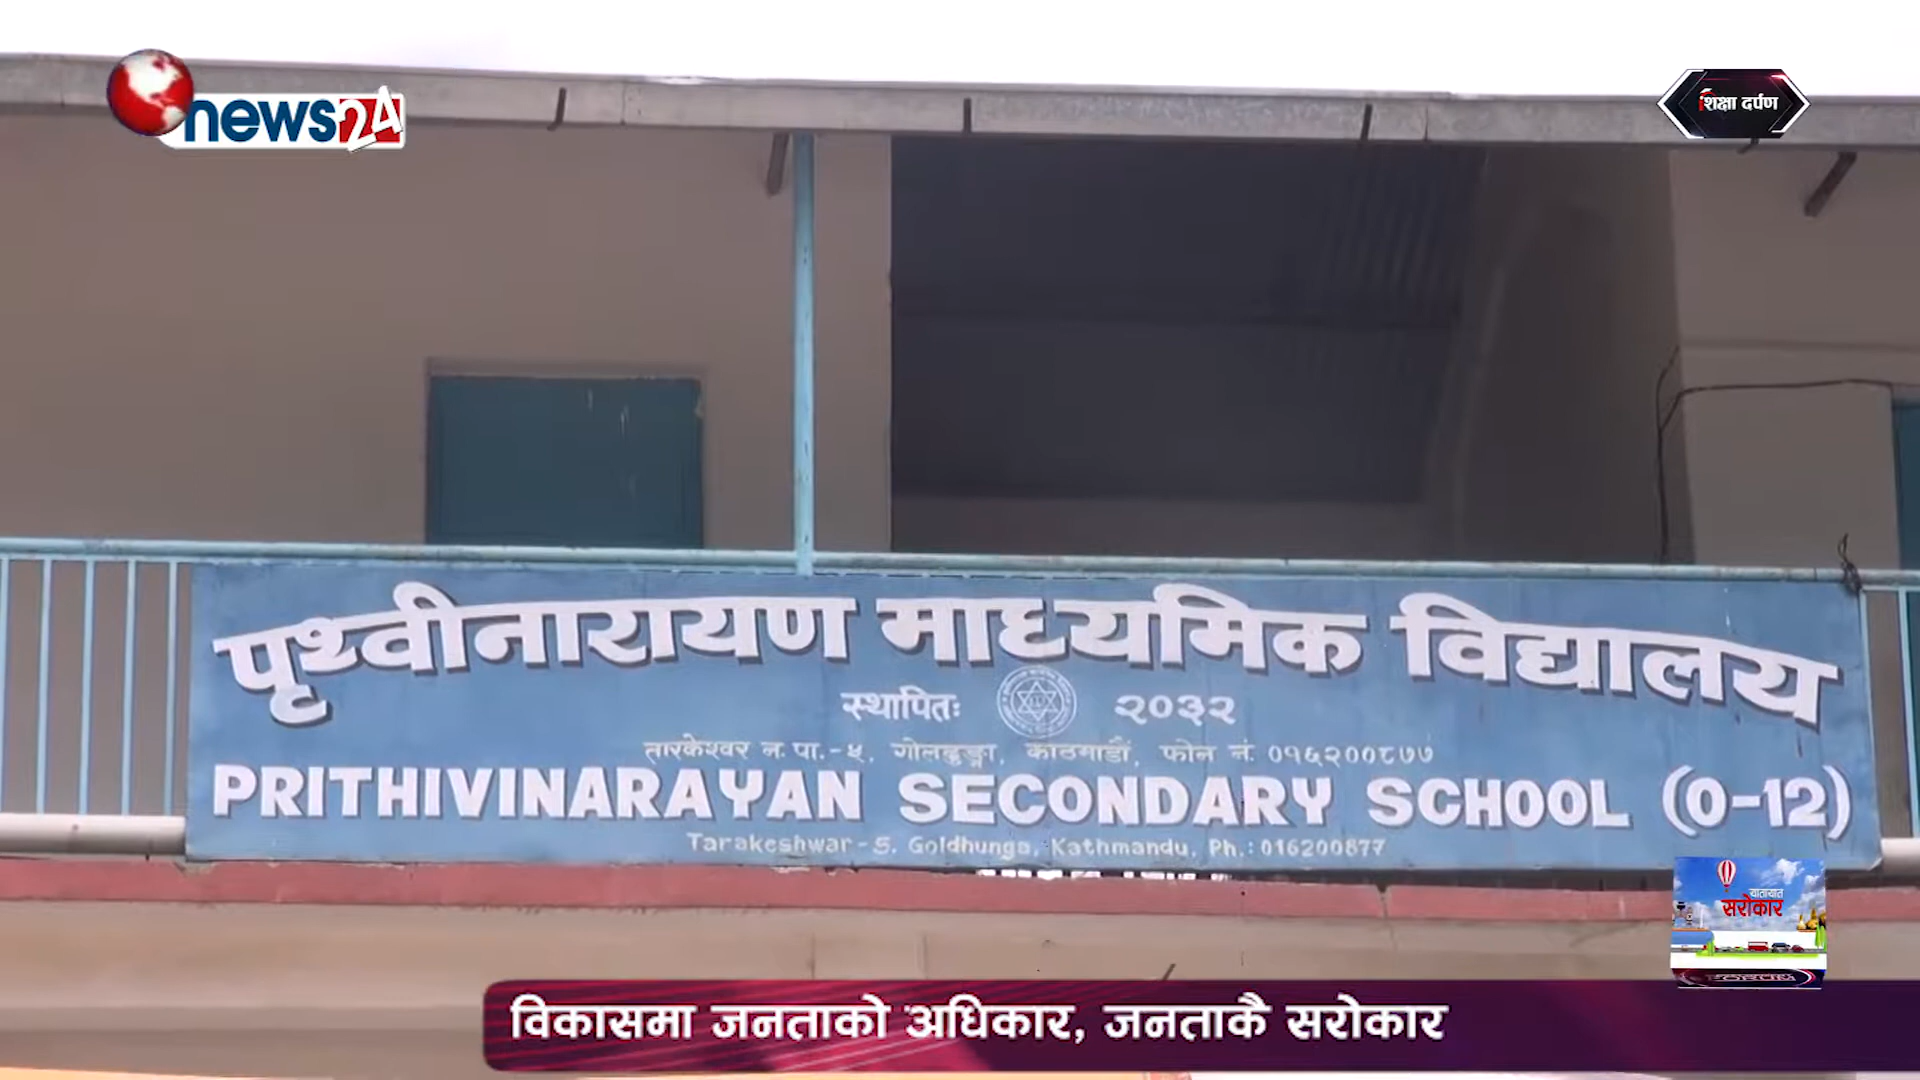 news24
शिक्षा दर्पण
पृथ्वीनारायण माध्यमिक विद्यालय
स्थापितः २०३२
तारकेश्वर न.पा.-५, गोलढुङ्गा, काठमाडौं, फोन नं. ०१६२००८७७
PRITHIVINARAYAN SECONDARY SCHOOL (0-12)
Tarakeshwar-5, Goldhunga, Kathmandu, Ph.: 016200877
यातायात
सरोकार
विकासमा जनताको अधिकार, जनताकै सरोकार